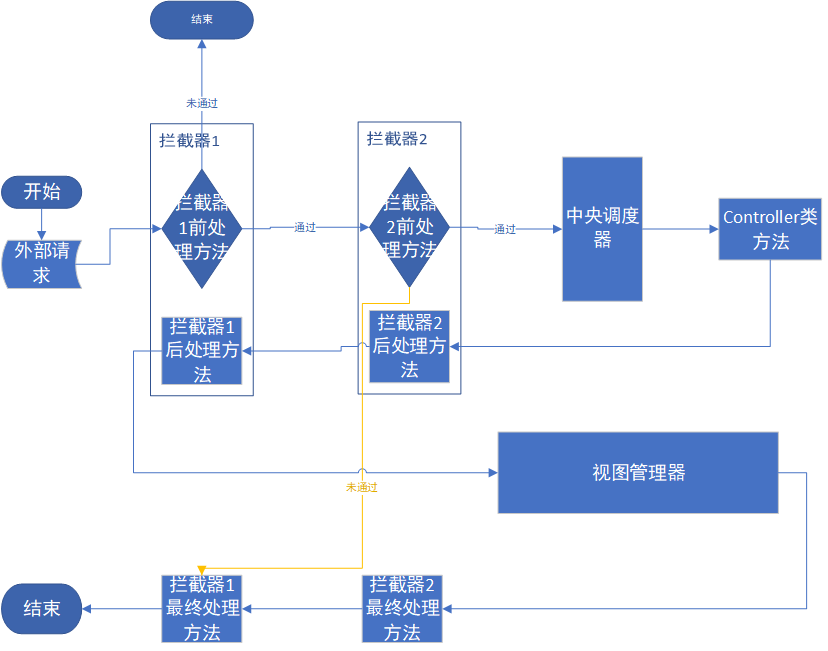 结束
未通过
拦截器1
拦截器2
开始
拦截器
1前处
理方法
通过
拦截器
2前处
理方法
通过
中央调度
器
Controller类
方法
外部请
求
拦截器1
后处理方
法
拦截器2
后处理方
法
视图管理器
未通过
结束
拦截器1
最终处理
方法
拦截器2
最终处理
方法